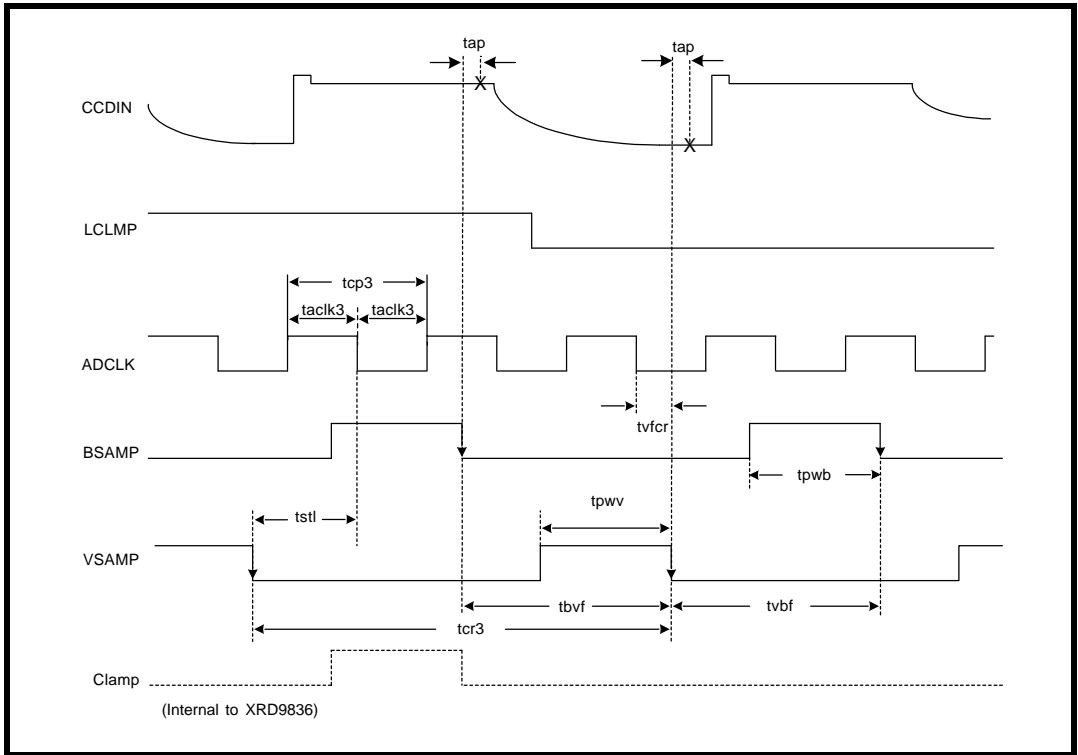 tap
tap
CCDIN
LCLMP
tcp3
taclk3 taclk3
ADCLK
tvfcr
BSAMP
tpwb
tpwv
tstl
VSAMP
tbvf tvbf
tcr3
Clamp
(Internal to XRD9836)